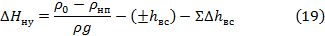 ΔHну = (ρ0 − ρнп)/ρg − (±hвс) − ΣΔhвс (19)